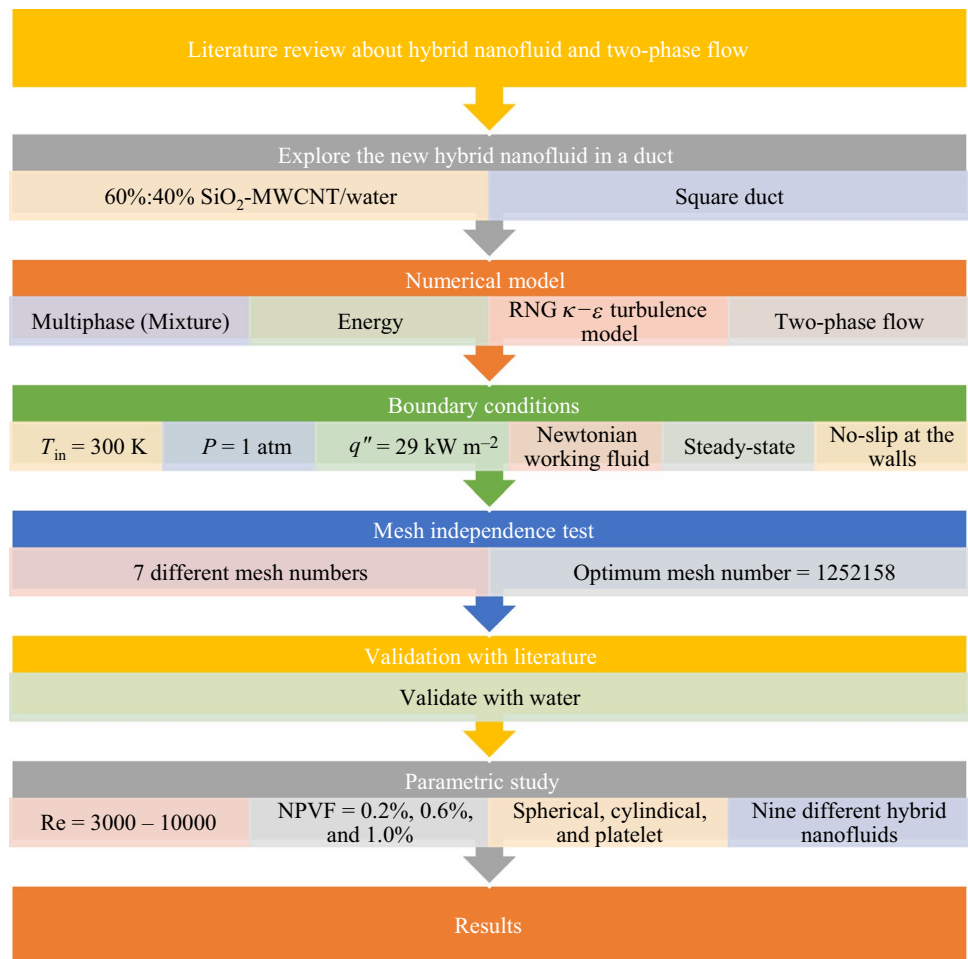 Literature review about hybrid nanofluid and two-phase flow
Explore the new hybrid nanofluid in a duct
60%:40% SiO₂-MWCNT/water
Square duct
Numerical model
Multiphase (Mixture)
Energy
RNG κ−ε turbulence
model
Two-phase flow
Boundary conditions
T_in = 300 K
P = 1 atm
q″ = 29 kW m⁻²
Newtonian
working fluid
Steady-state
No-slip at the
walls
Mesh independence test
7 different mesh numbers
Optimum mesh number = 1252158
Validation with literature
Validate with water
Parametric study
Re = 3000 – 10000
NPVF = 0.2%, 0.6%,
and 1.0%
Spherical, cylindical,
and platelet
Nine different hybrid
nanofluids
Results